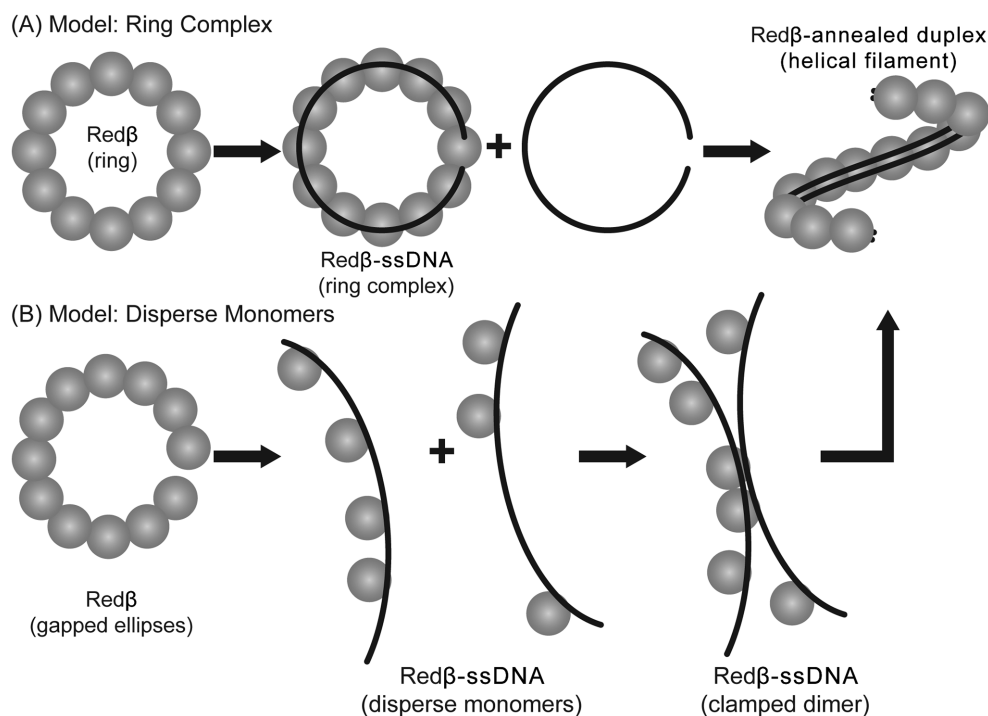 (A) Model: Ring Complex
Redβ
(ring)
+
Redβ-ssDNA
(ring complex)
Redβ-annealed duplex
(helical filament)
(B) Model: Disperse Monomers
Redβ
(gapped ellipses)
+
Redβ-ssDNA
(disperse monomers)
Redβ-ssDNA
(clamped dimer)